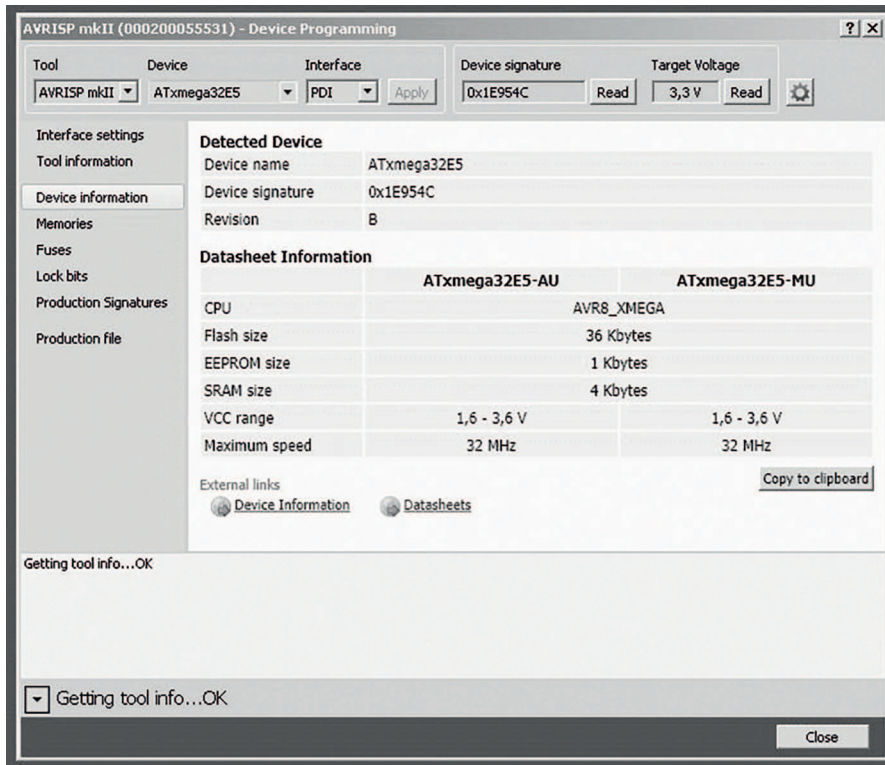 AVRISP mkII (000200055531) - Device Programming
Tool Device Interface Device signature Target Voltage
AVRISP mkII ATxmega32E5 PDI Apply 0x1E954C Read 3,3 V Read
Interface settings
Tool information
Device information
Memories
Fuses
Lock bits
Production Signatures
Production file
Detected Device
Device name ATxmega32E5
Device signature 0x1E954C
Revision B
Datasheet Information
ATxmega32E5-AU ATxmega32E5-MU
CPU AVR8_XMEGA
Flash size 36 Kbytes
EEPROM size 1 Kbytes
SRAM size 4 Kbytes
VCC range 1,6 - 3,6 V 1,6 - 3,6 V
Maximum speed 32 MHz 32 MHz
Copy to clipboard
External links
Device Information Datasheets
Getting tool info...OK
Getting tool info...OK
Close